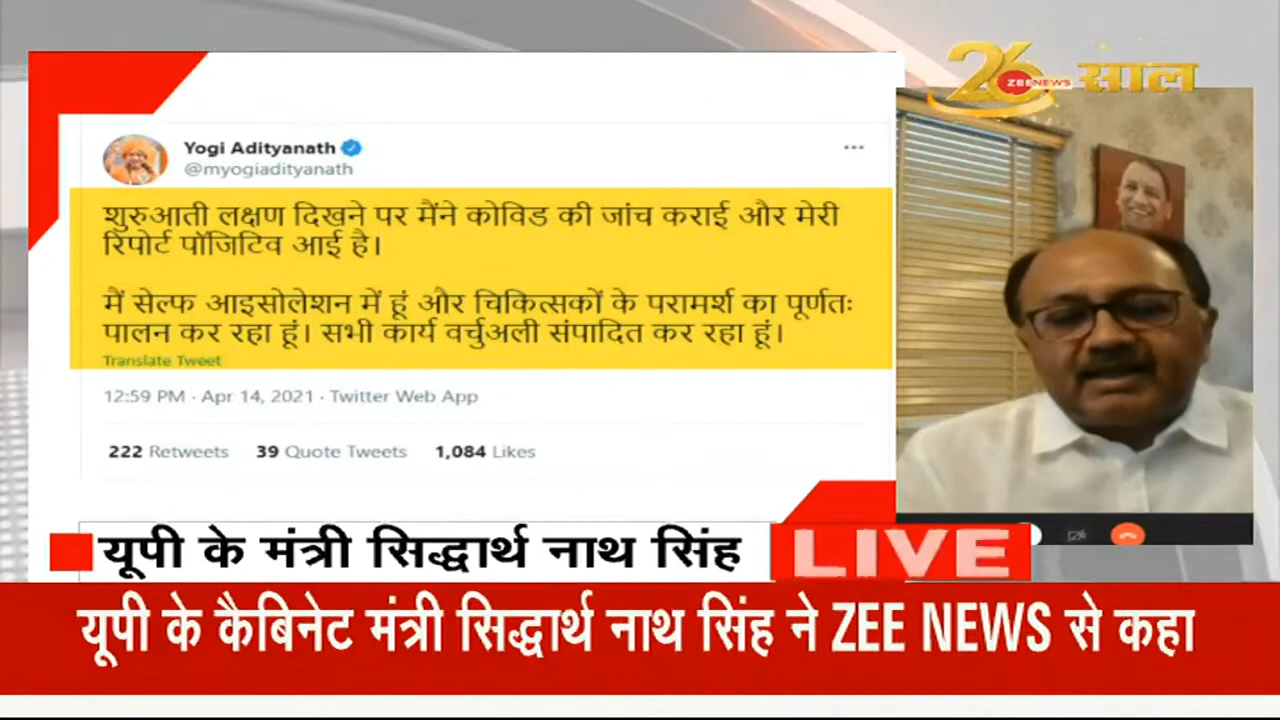 26 ZEE NEWS साल
Yogi Adityanath
@myogiadityanath
शुरुआती लक्षण दिखने पर मैंने कोविड की जांच कराई और मेरी
रिपोर्ट पॉजिटिव आई है।
मैं सेल्फ आइसोलेशन में हूं और चिकित्सकों के परामर्श का पूर्णतः
पालन कर रहा हूं। सभी कार्य वर्चुअली संपादित कर रहा हूं।
Translate Tweet
12:59 PM · Apr 14, 2021 · Twitter Web App
222 Retweets 39 Quote Tweets 1,084 Likes
यूपी के मंत्री सिद्धार्थ नाथ सिंह LIVE
यूपी के कैबिनेट मंत्री सिद्धार्थ नाथ सिंह ने ZEE NEWS से कहा